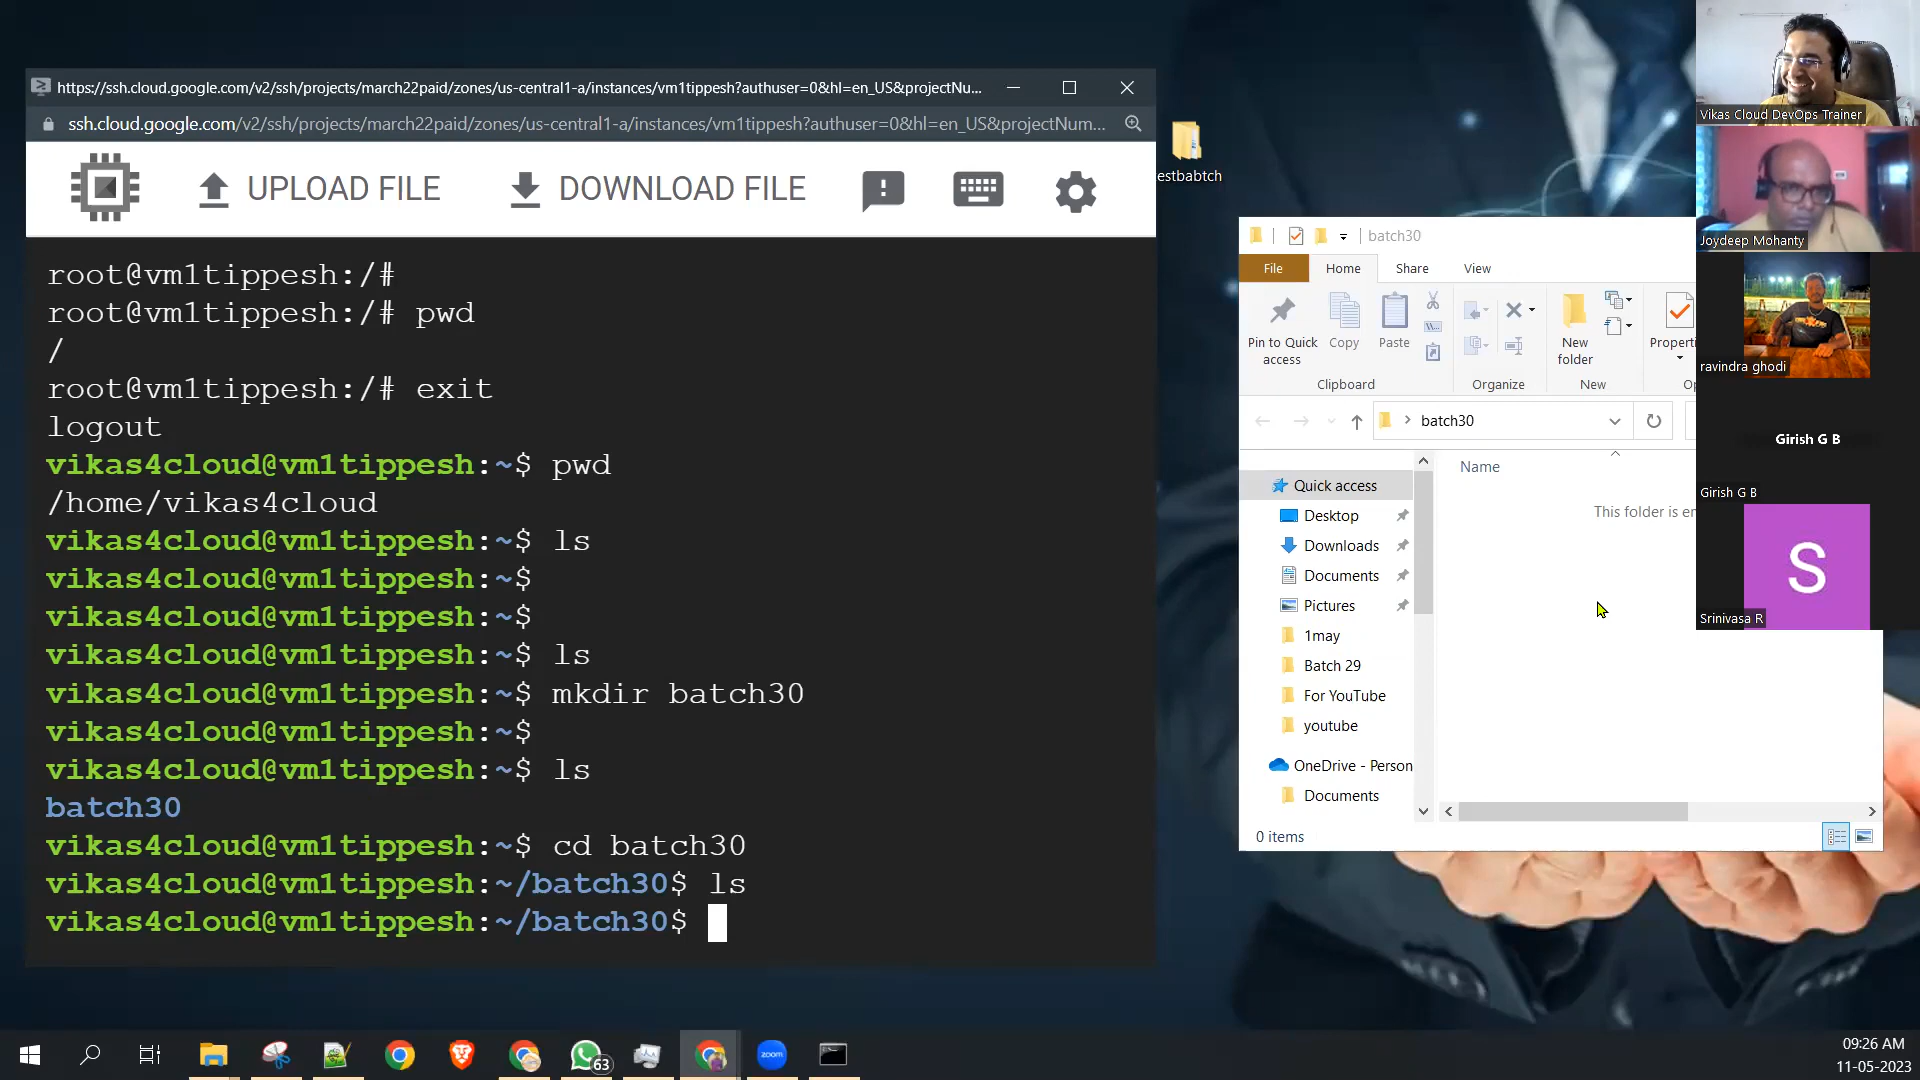 https://ssh.cloud.google.com/v2/ssh/projects/march22paid/zones/us-central1-a/instances/vm1tippesh?authuser=0&hl=en_US&projectNu...
ssh.cloud.google.com/v2/ssh/projects/march22paid/zones/us-central1-a/instances/vm1tippesh?authuser=0&hl=en_US&projectNum...
UPLOAD FILE
DOWNLOAD FILE
root@vm1tippesh:/#
root@vm1tippesh:/# pwd
/
root@vm1tippesh:/# exit
logout
vikas4cloud@vm1tippesh:~$ pwd
/home/vikas4cloud
vikas4cloud@vm1tippesh:~$ ls
vikas4cloud@vm1tippesh:~$
vikas4cloud@vm1tippesh:~$
vikas4cloud@vm1tippesh:~$ ls
vikas4cloud@vm1tippesh:~$ mkdir batch30
vikas4cloud@vm1tippesh:~$
vikas4cloud@vm1tippesh:~$ ls
batch30
vikas4cloud@vm1tippesh:~$ cd batch30
vikas4cloud@vm1tippesh:~/batch30$ ls
vikas4cloud@vm1tippesh:~/batch30$
estbabtch
batch30
File
Home
Share
View
Pin to Quick access
Copy
Paste
New folder
Properti
Clipboard
Organize
New
Op
batch30
Name
This folder is en
Quick access
Desktop
Downloads
Documents
Pictures
1may
Batch 29
For YouTube
youtube
OneDrive - Person
Documents
0 items
Vikas Cloud DevOps Trainer
Joydeep Mohanty
ravindra ghodi
Girish G B
Girish G B
S
Srinivasa R
63
zoom
09:26 AM
11-05-2023